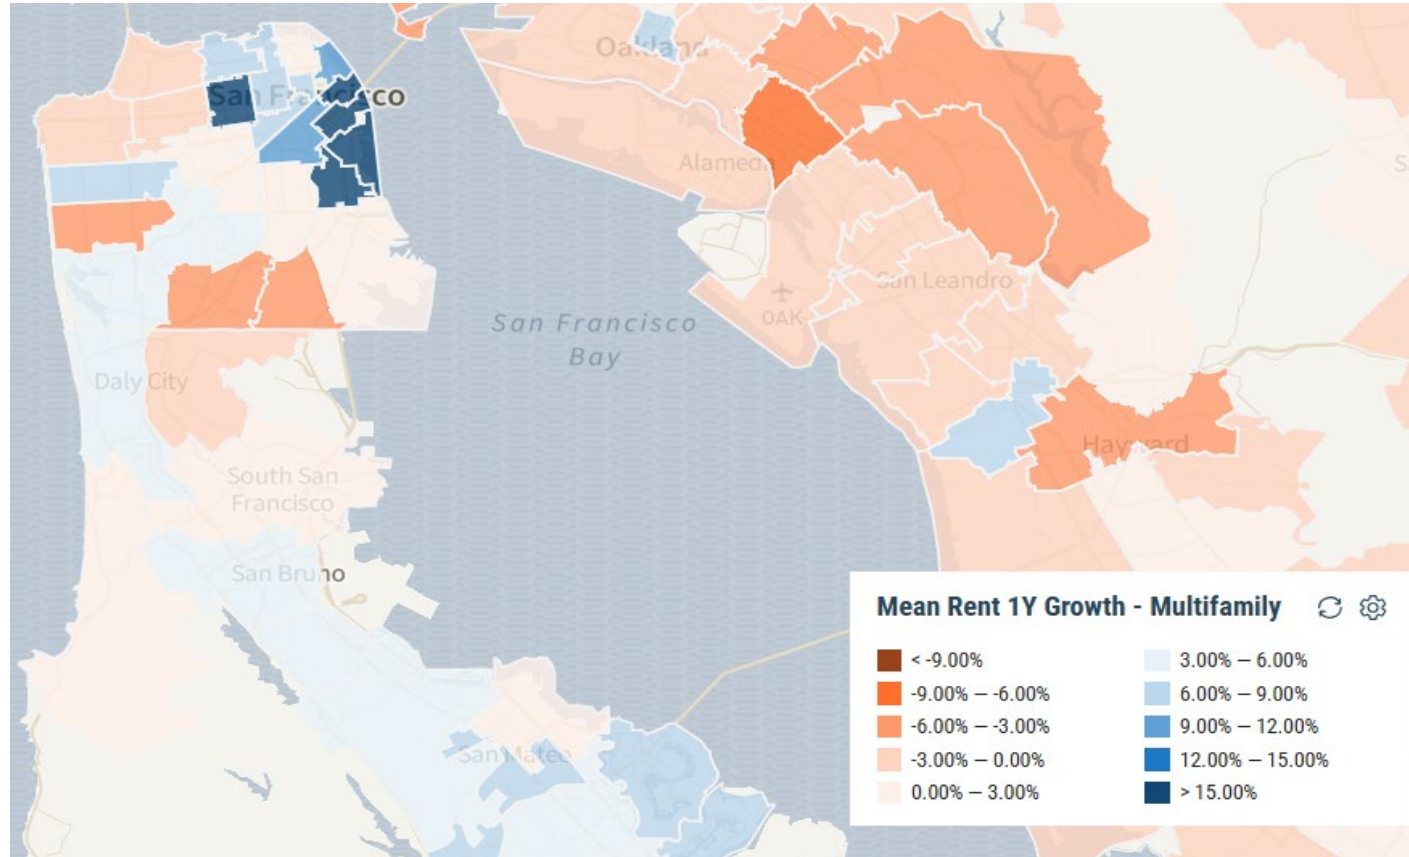 Oakland
San Francisco
Alameda
S
San Leandro
OAK
San Francisco
Bay
Daly City
Hayward
South San
Francisco
San Bruno
San Mateo
Mean Rent 1Y Growth - Multifamily
< -9.00%
-9.00% — -6.00%
-6.00% — -3.00%
-3.00% — 0.00%
0.00% — 3.00%
3.00% — 6.00%
6.00% — 9.00%
9.00% — 12.00%
12.00% — 15.00%
> 15.00%